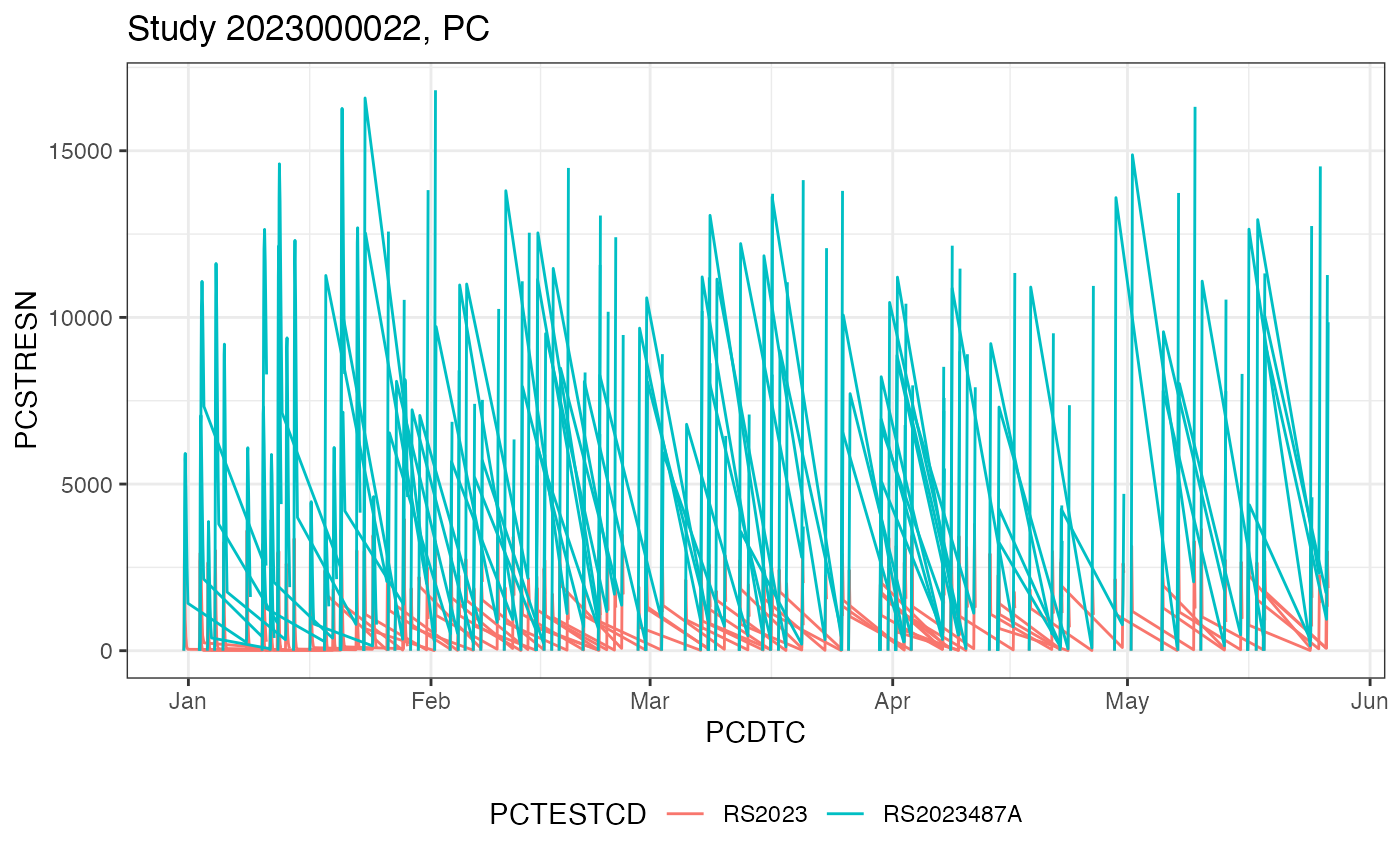 Study 2023000022, PC
PCSTRESN
15000
10000
5000
0
Jan Feb Mar Apr May Jun
PCDTC
PCTESTCD RS2023 RS2023487A